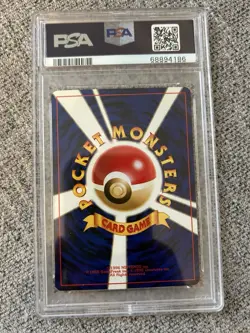 PSA
PSA
68894196
POCKET MONSTERS
CARD GAME